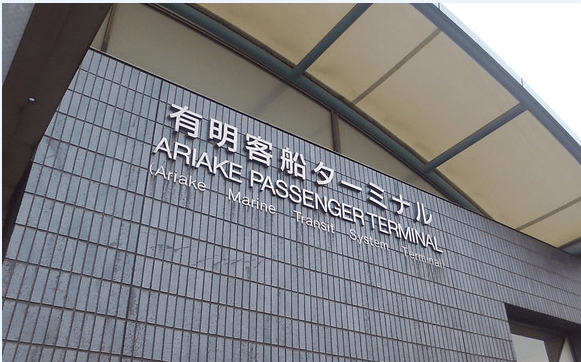 有明客船ターミナル
ARIAKE PASSENGER TERMINAL
(Ariake Marine Transit System Terminal)